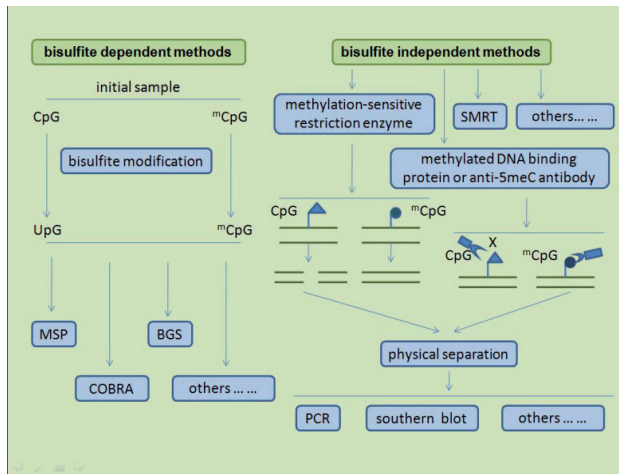 bisulfite dependent methods
initial sample
CpG
ᵐCpG
bisulfite modification
UpG
ᵐCpG
MSP
BGS
COBRA
others ... ...
bisulfite independent methods
methylation-sensitive
restriction enzyme
SMRT
others... ...
methylated DNA binding
protein or anti-5meC antibody
CpG
ᵐCpG
CpG
X
ᵐCpG
physical separation
PCR
southern blot
others ... ...